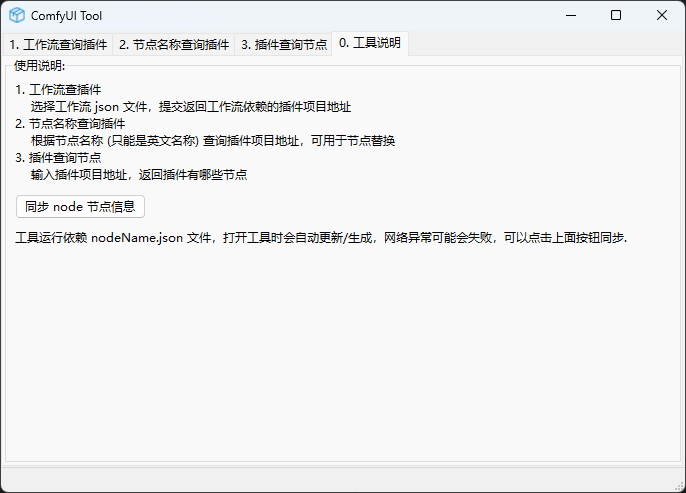 ComfyUI Tool
1. 工作流查询插件 2. 节点名称查询插件 3. 插件查询节点 0. 工具说明
使用说明:
1. 工作流查插件
选择工作流 json 文件，提交返回工作流依赖的插件项目地址
2. 节点名称查询插件
根据节点名称 (只能是英文名称) 查询插件项目地址，可用于节点替换
3. 插件查询节点
输入插件项目地址，返回插件有哪些节点
同步 node 节点信息
工具运行依赖 nodeName.json 文件，打开工具时会自动更新/生成，网络异常可能会失败，可以点击上面按钮同步.